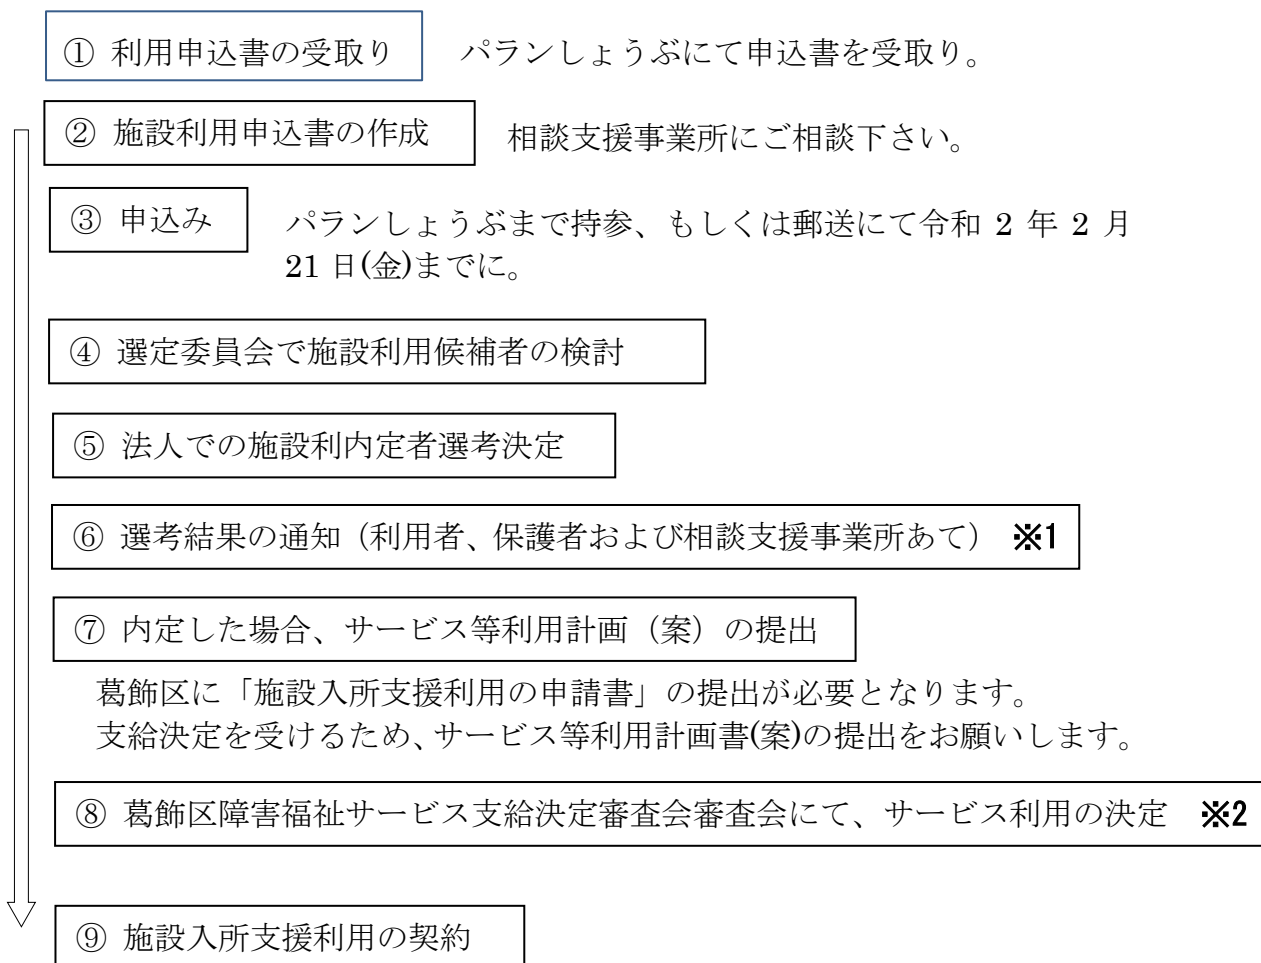 ① 利用申込書の受取り　パランしょうぶにて申込書を受取り。
② 施設利用申込書の作成　相談支援事業所にご相談下さい。
③ 申込み　パランしょうぶまで持参、もしくは郵送にて令和 2 年 2 月
21 日(金)までに。
④ 選定委員会で施設利用候補者の検討
⑤ 法人での施設利内定者選考決定
⑥ 選考結果の通知（利用者、保護者および相談支援事業所あて） ※1
⑦ 内定した場合、サービス等利用計画（案）の提出
葛飾区に「施設入所支援利用の申請書」の提出が必要となります。
支給決定を受けるため、サービス等利用計画書(案)の提出をお願いします。
⑧ 葛飾区障害福祉サービス支給決定審査会審査会にて、サービス利用の決定　※2
⑨ 施設入所支援利用の契約